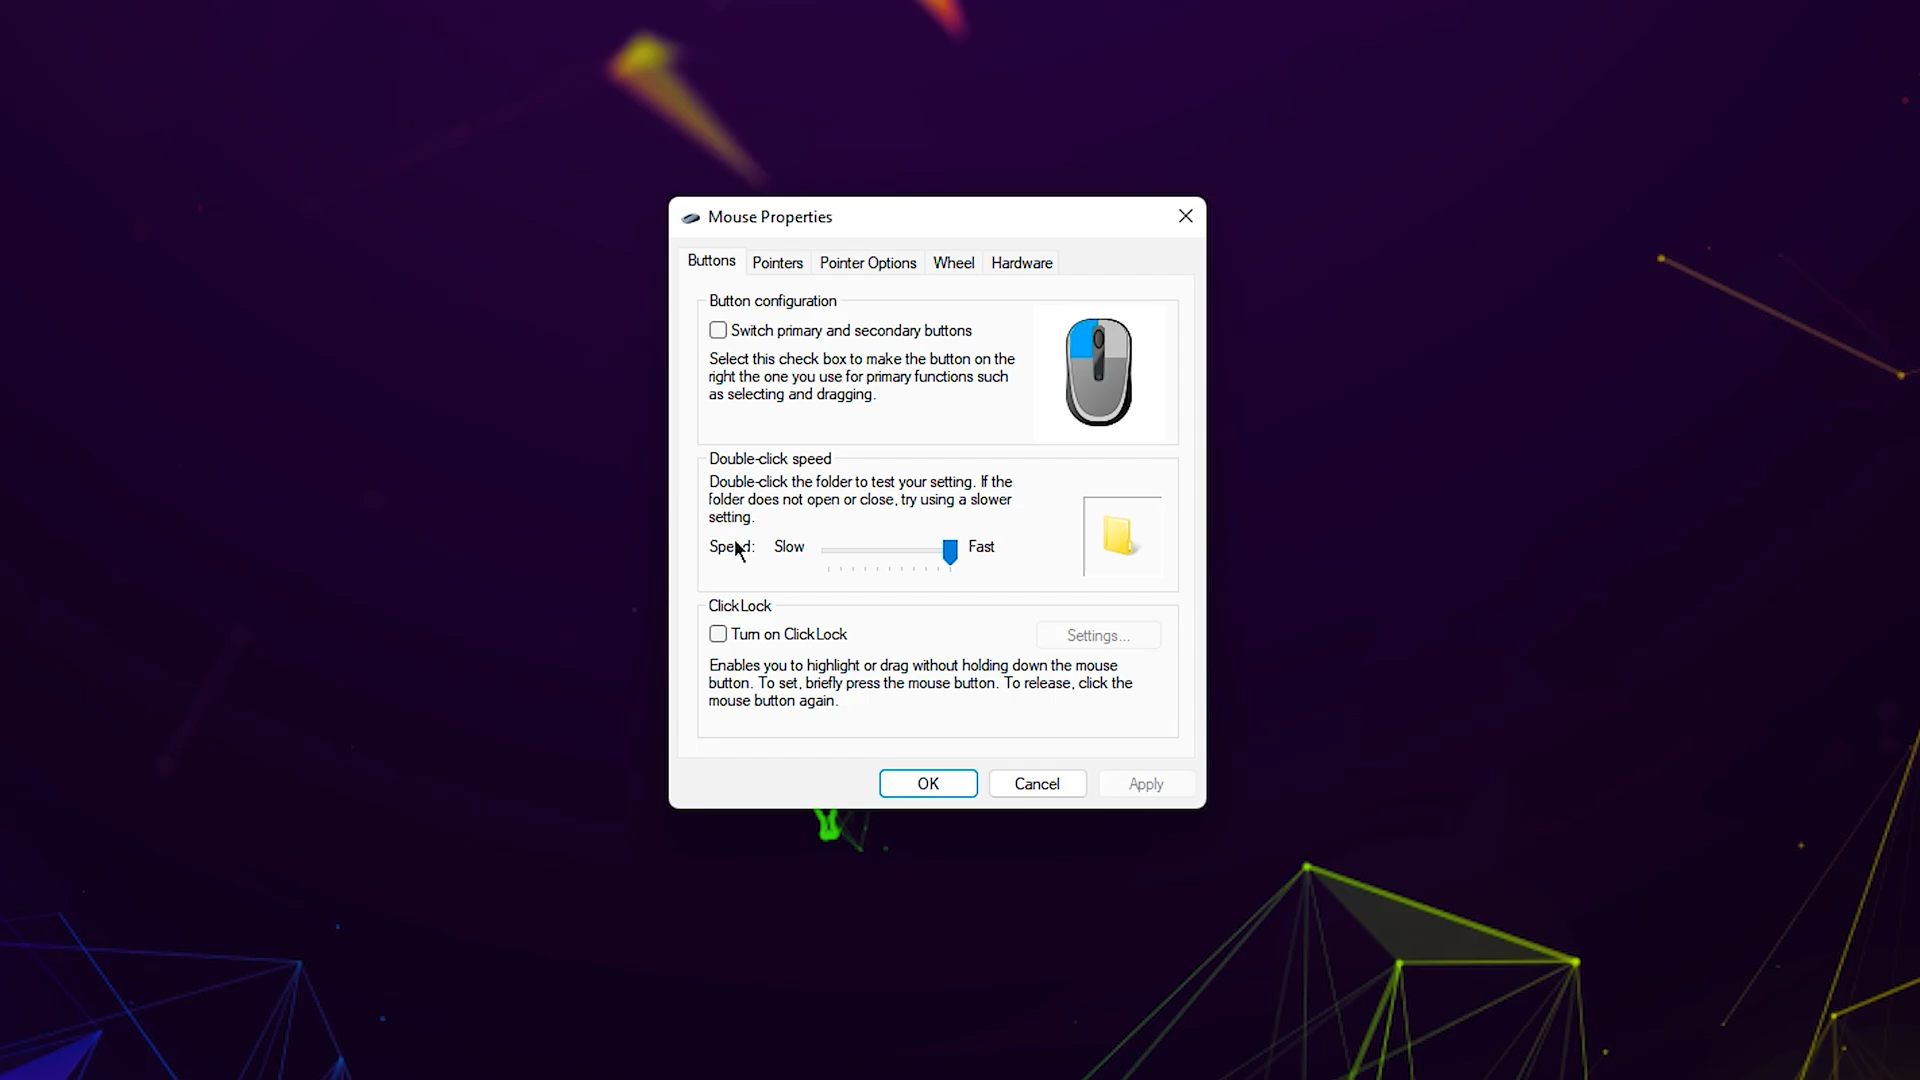 Mouse Properties
Buttons Pointers Pointer Options Wheel Hardware
Button configuration
Switch primary and secondary buttons
Select this check box to make the button on the
right the one you use for primary functions such
as selecting and dragging.
Double-click speed
Double-click the folder to test your setting. If the
folder does not open or close, try using a slower
setting.
Speed: Slow Fast
ClickLock
Turn on ClickLock Settings...
Enables you to highlight or drag without holding down the mouse
button. To set, briefly press the mouse button. To release, click the
mouse button again.
OK Cancel Apply